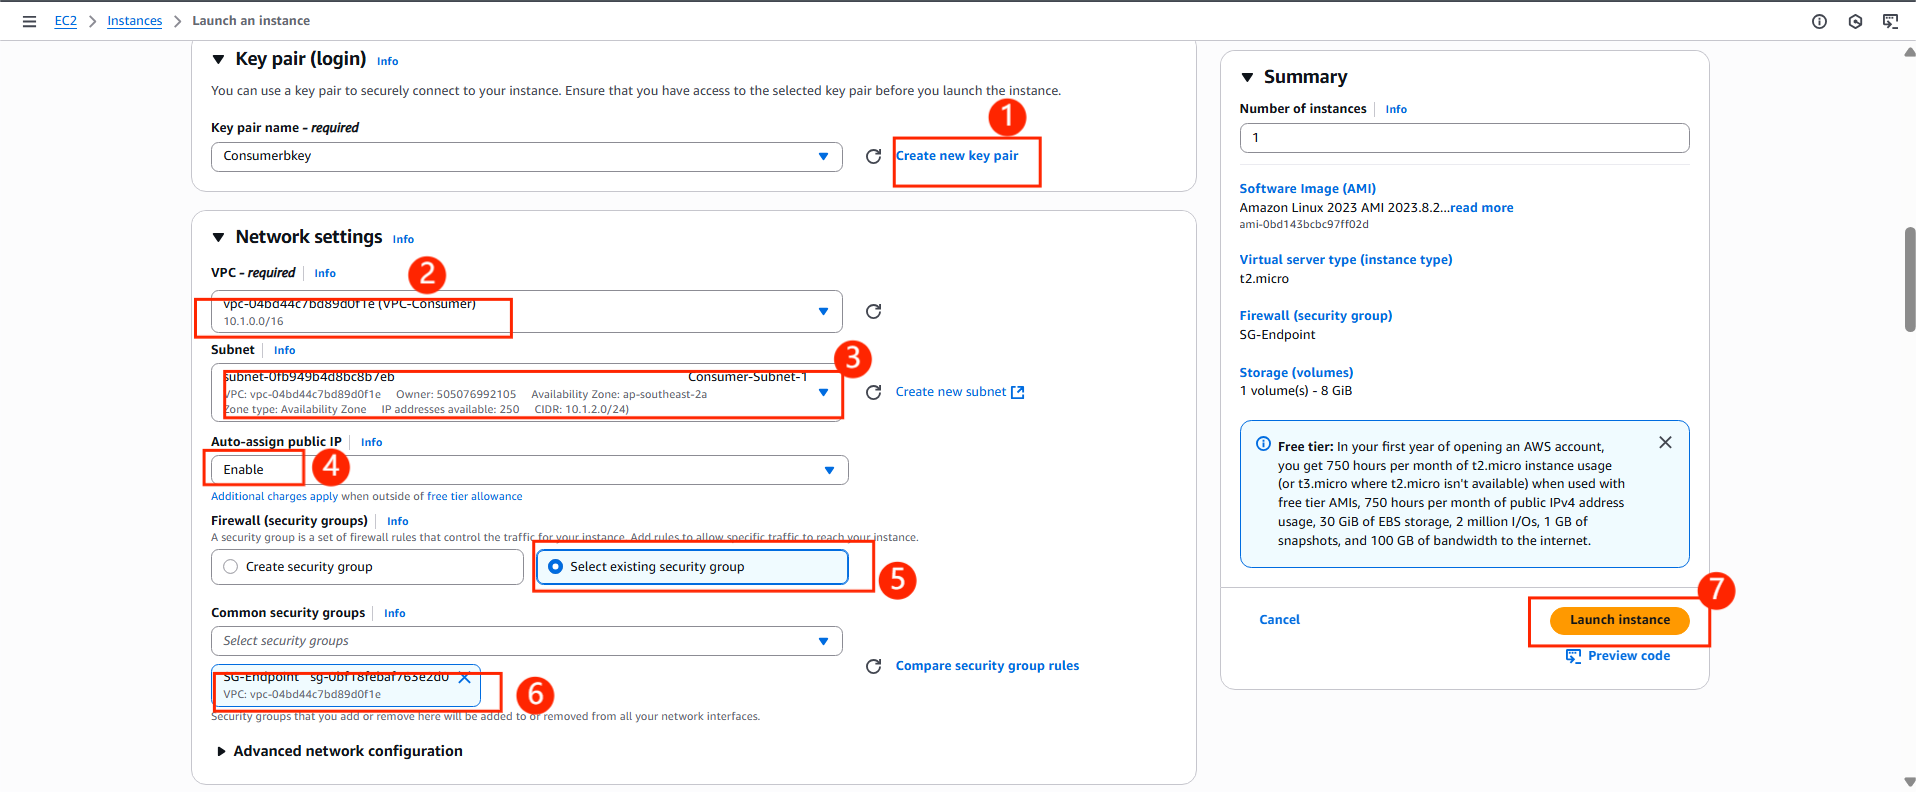 EC2 > Instances > Launch an instance
Key pair (login) Info
You can use a key pair to securely connect to your instance. Ensure that you have access to the selected key pair before you launch the instance.
1
Key pair name - required
Consumerbkey
Create new key pair
Network settings Info
VPC - required Info
2
vpc-04bd44c7bd89d0f1e (VPC-Consumer)
10.1.0.0/16
Subnet Info
3
subnet-0fb949b4d8bc8b7eb Consumer-Subnet-1
VPC: vpc-04bd44c7bd89d0f1e Owner: 505076992105 Availability Zone: ap-southeast-2a
Zone type: Availability Zone IP addresses available: 250 CIDR: 10.1.2.0/24)
Create new subnet
Auto-assign public IP Info
Enable
4
Additional charges apply when outside of free tier allowance
Firewall (security groups) Info
A security group is a set of firewall rules that control the traffic for your instance. Add rules to allow specific traffic to reach your instance.
Create security group
Select existing security group
5
Common security groups Info
Select security groups
SG-Endpoint sg-0bf18febaf763e2d0
VPC: vpc-04bd44c7bd89d0f1e
6
Compare security group rules
Security groups that you add or remove here will be added to or removed from all your network interfaces.
Advanced network configuration
Summary
Number of instances Info
1
Software Image (AMI)
Amazon Linux 2023 AMI 2023.8.2...read more
ami-0bd143bcbc97ff02d
Virtual server type (instance type)
t2.micro
Firewall (security group)
SG-Endpoint
Storage (volumes)
1 volume(s) - 8 GiB
Free tier: In your first year of opening an AWS account,
you get 750 hours per month of t2.micro instance usage
(or t3.micro where t2.micro isn't available) when used with
free tier AMIs, 750 hours per month of public IPv4 address
usage, 30 GiB of EBS storage, 2 million I/Os, 1 GB of
snapshots, and 100 GB of bandwidth to the internet.
7
Cancel
Launch instance
Preview code